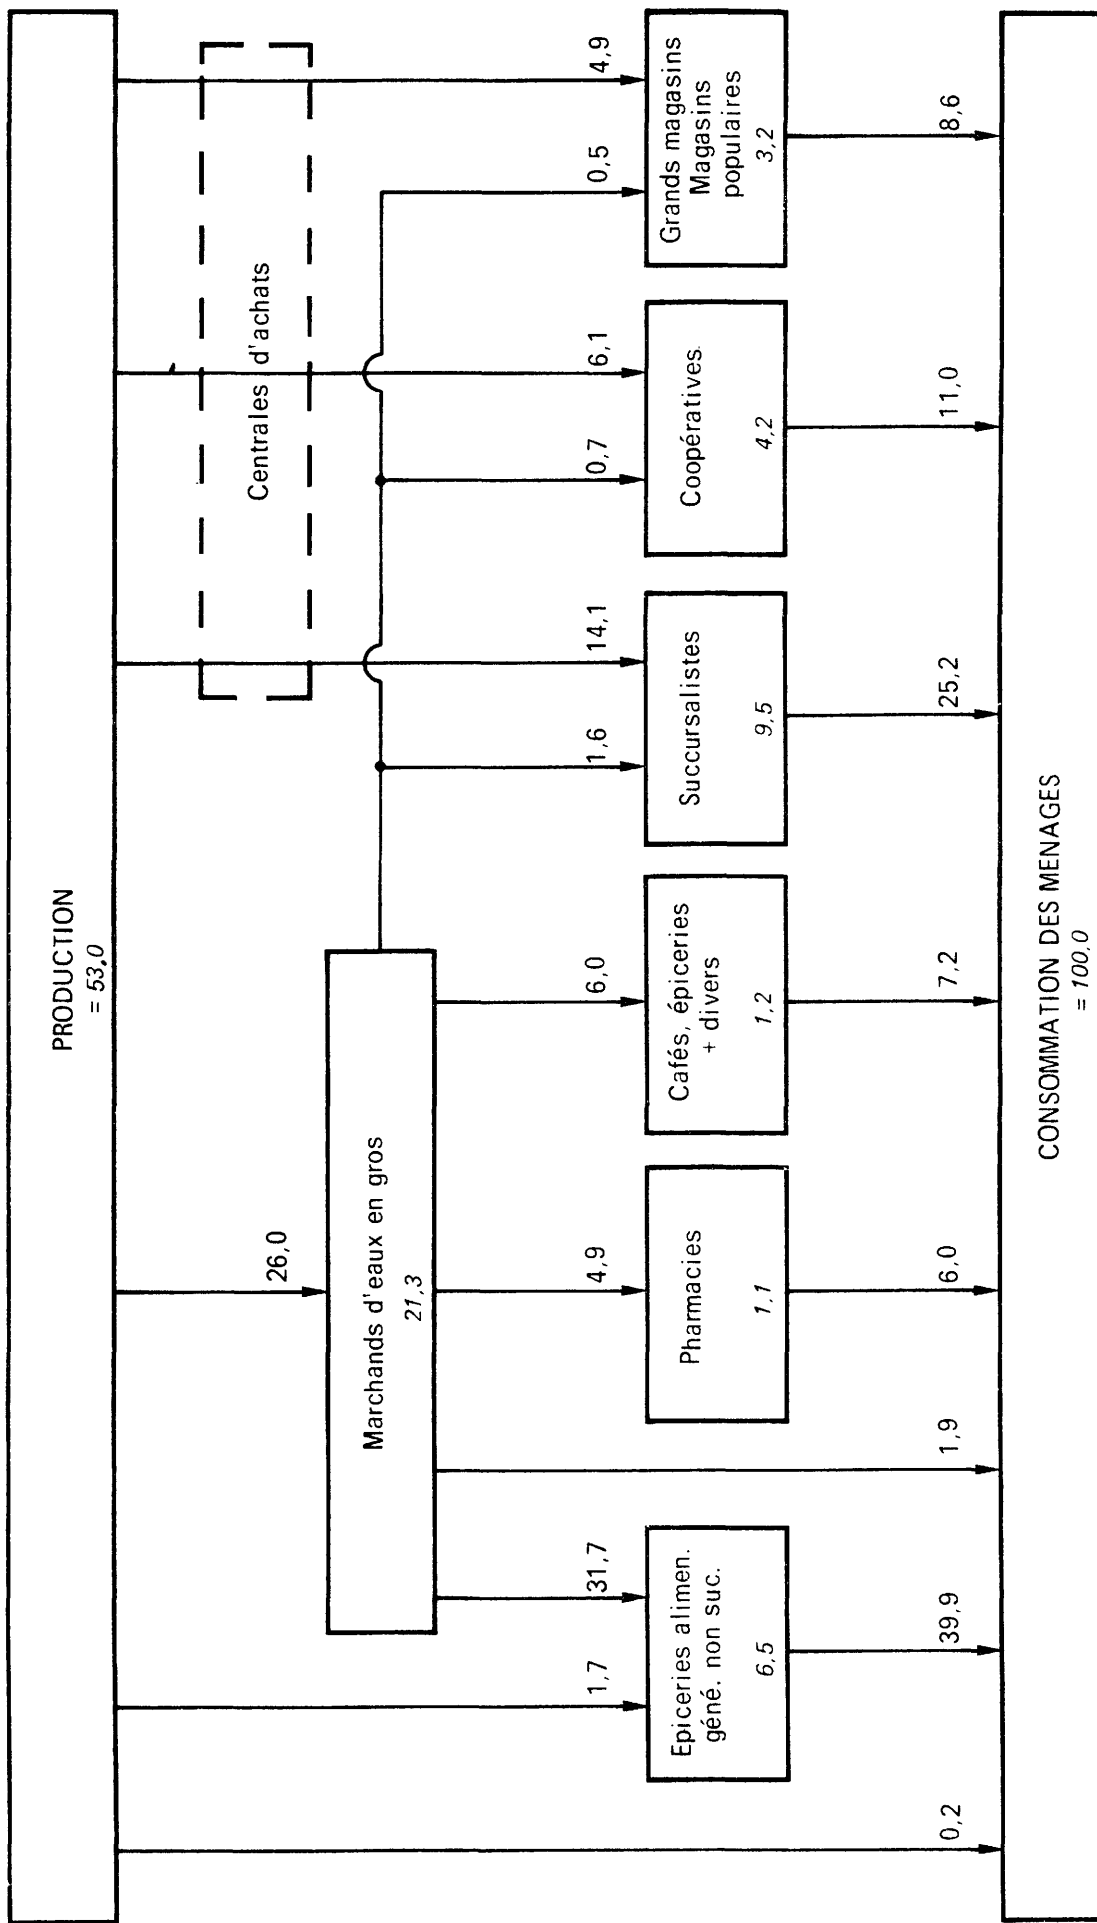 PRODUCTION
= 53,0
Centrales d'achats
26,0
Marchands d'eaux en gros
21,3
1,7
31,7
4,9
6,0
1,6
14,1
0,7
6,1
0,5
4,9
Epiceries alimen.
géné. non suc.
6,5
Pharmacies
1,1
Cafés, épiceries
+ divers
1,2
Succursalistes
9,5
Coopératives
4,2
Grands magasins
Magasins
populaires
3,2
0,2
39,9
1,9
6,0
7,2
25,2
11,0
8,6
CONSOMMATION DES MENAGES
= 100,0